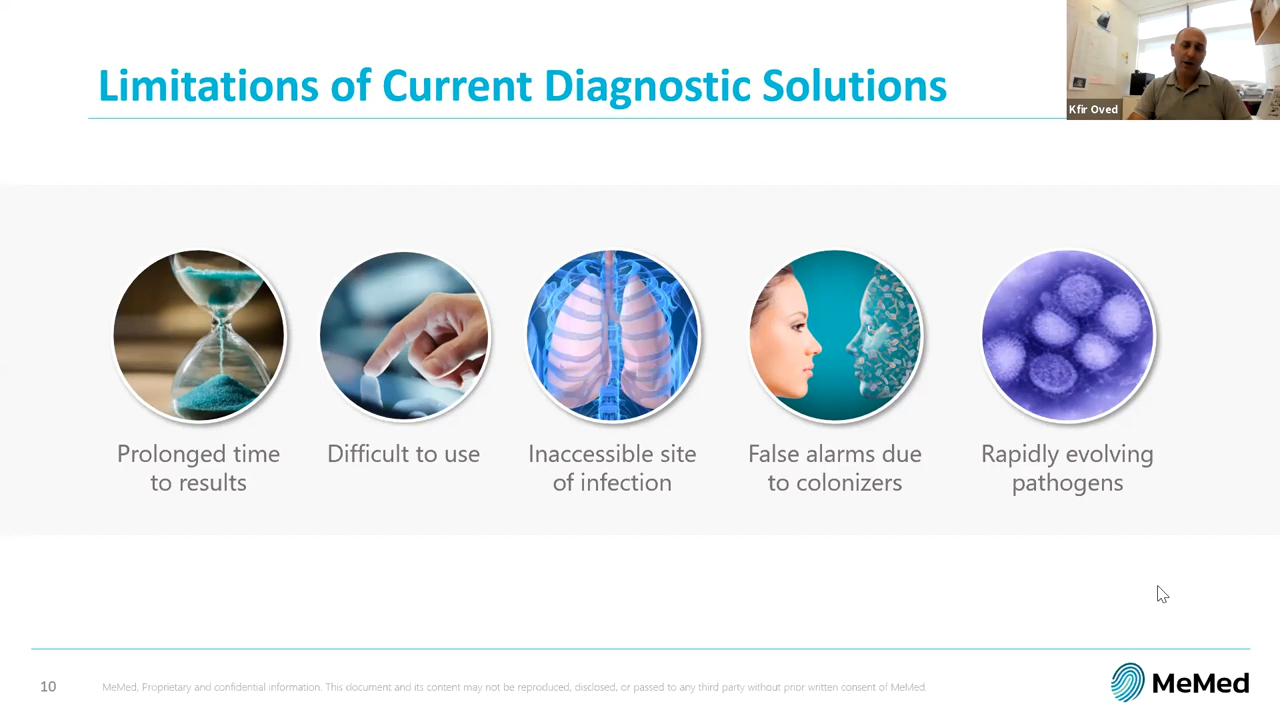 Limitations of Current Diagnostic Solutions
Kfir Oved
Prolonged time
to results
Difficult to use
Inaccessible site
of infection
False alarms due
to colonizers
Rapidly evolving
pathogens
10
MeMed, Proprietary and confidential information. This document and its content may not be reproduced, disclosed, or passed to any third party without prior written consent of MeMed.
MeMed